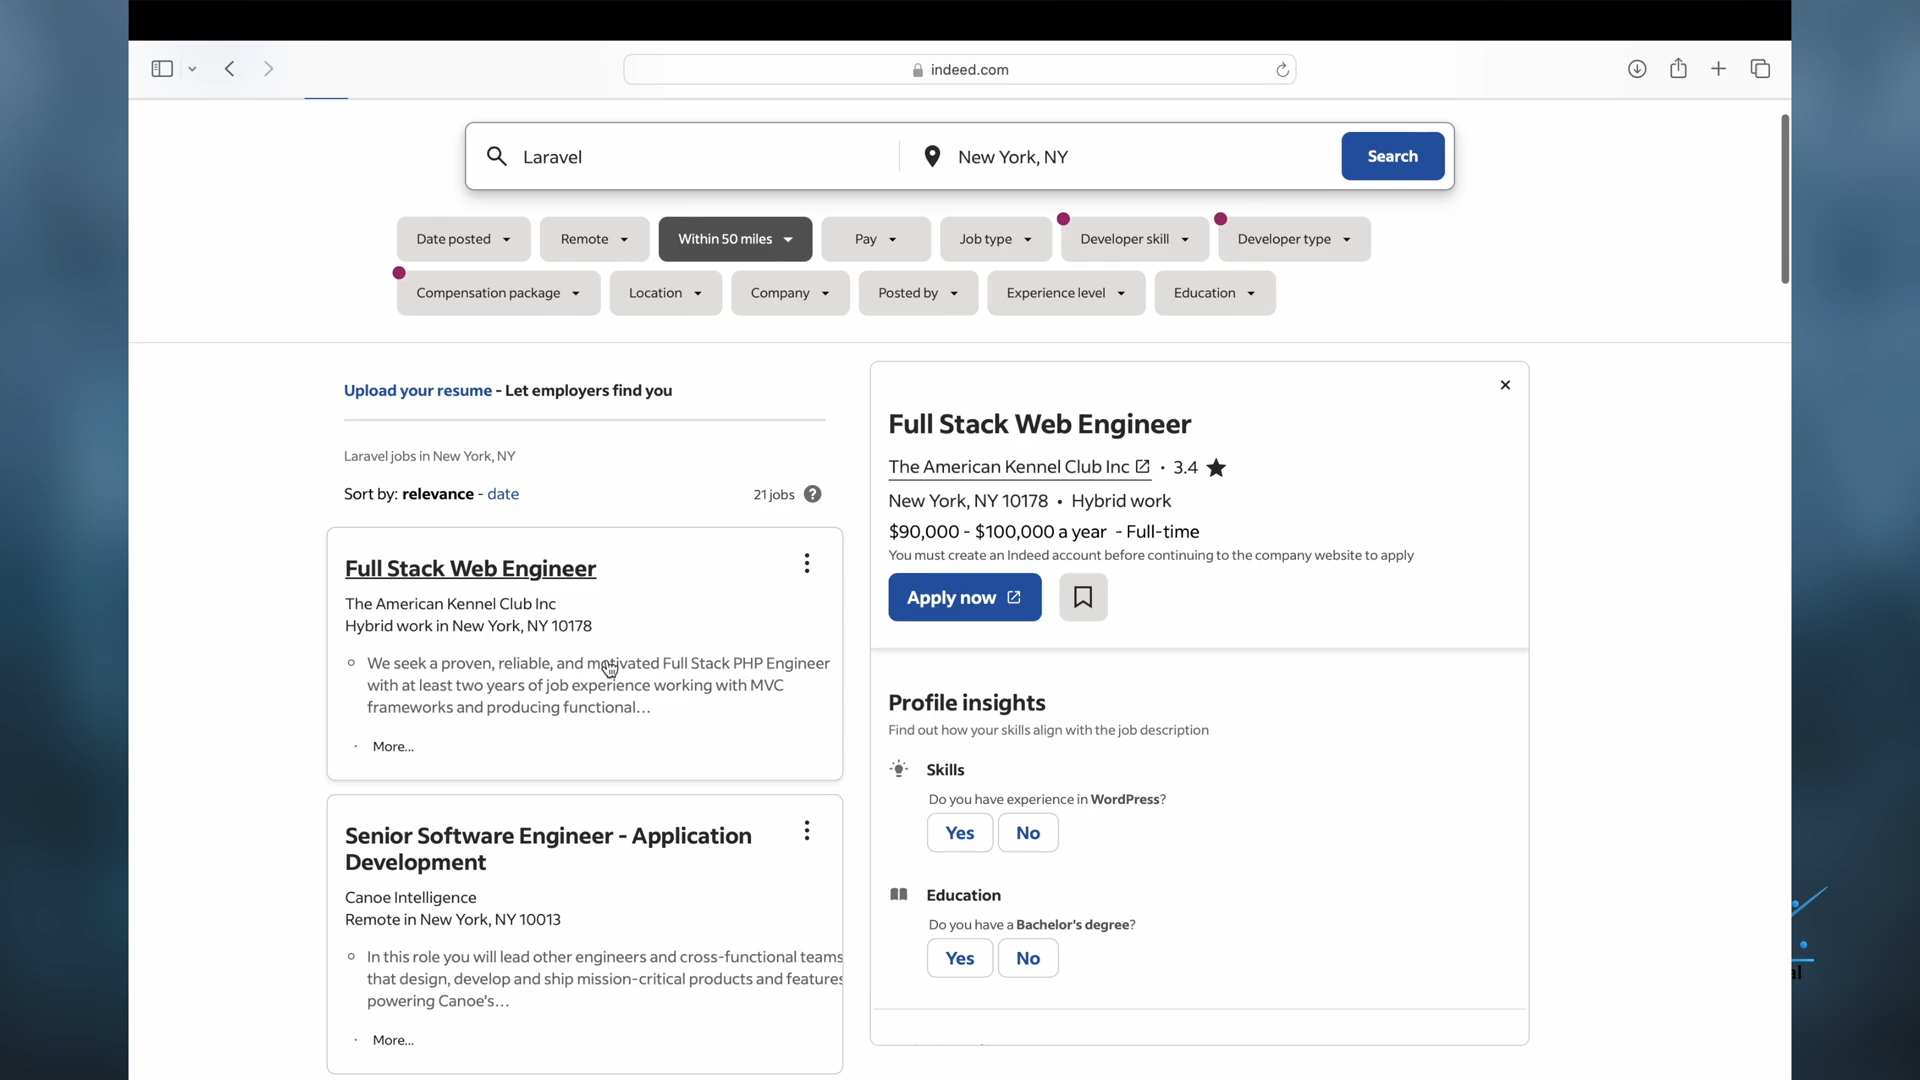 indeed.com
Laravel
New York, NY
Search
Date posted
Remote
Within 50 miles
Pay
Job type
Developer skill
Developer type
Compensation package
Location
Company
Posted by
Experience level
Education
Upload your resume - Let employers find you
Laravel jobs in New York, NY
Sort by: relevance - date
21 jobs
Full Stack Web Engineer
The American Kennel Club Inc
Hybrid work in New York, NY 10178
We seek a proven, reliable, and motivated Full Stack PHP Engineer
with at least two years of job experience working with MVC
frameworks and producing functional...
· More...
Senior Software Engineer - Application
Development
Canoe Intelligence
Remote in New York, NY 10013
In this role you will lead other engineers and cross-functional teams
that design, develop and ship mission-critical products and features
powering Canoe's...
· More...
Full Stack Web Engineer
The American Kennel Club Inc · 3.4
New York, NY 10178 • Hybrid work
$90,000 - $100,000 a year - Full-time
You must create an Indeed account before continuing to the company website to apply
Apply now
Profile insights
Find out how your skills align with the job description
Skills
Do you have experience in WordPress?
Yes
No
Education
Do you have a Bachelor's degree?
Yes
No